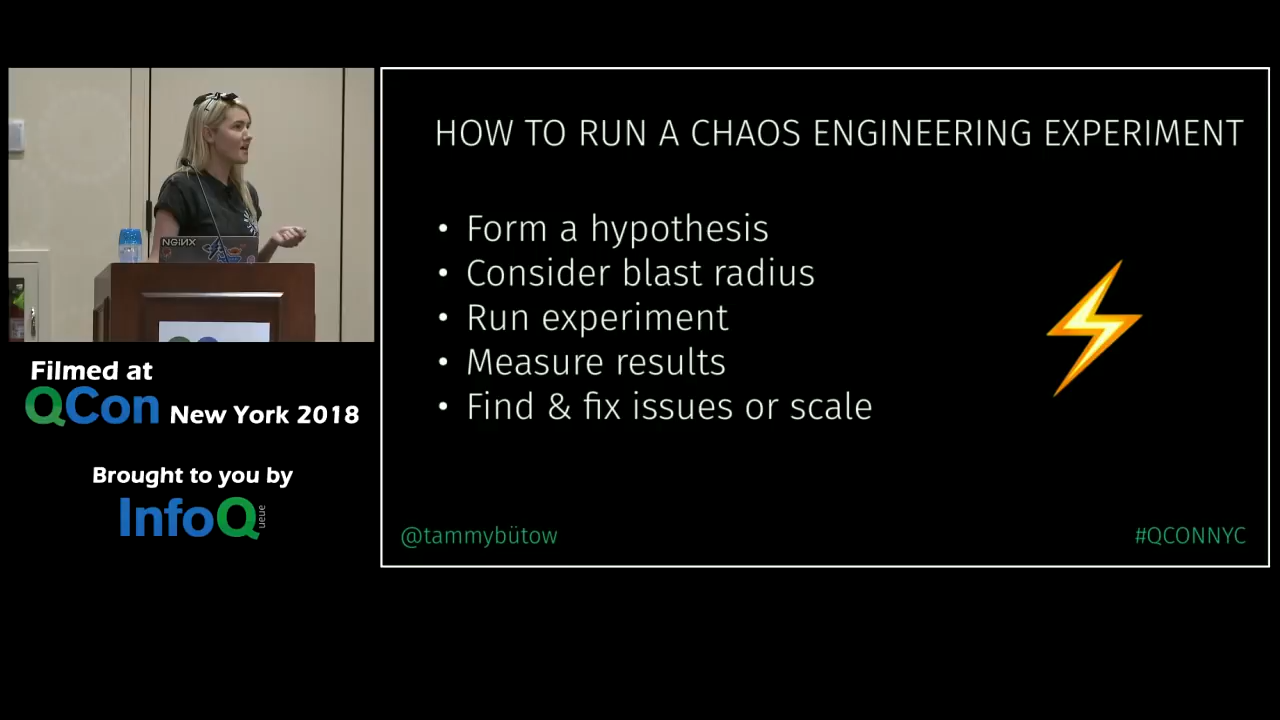 HOW TO RUN A CHAOS ENGINEERING EXPERIMENT
• Form a hypothesis
• Consider blast radius
• Run experiment
• Measure results
• Find & fix issues or scale
@tammybütow
#QCONNYC
NGINX
Filmed at
QCon New York 2018
Brought to you by
InfoQ
ueue